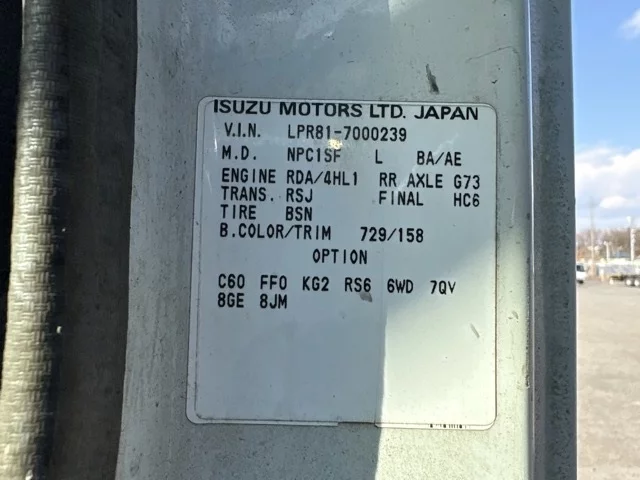 ISUZU MOTORS LTD. JAPAN
V.I.N. LPR81-7000239
M.D. NPC1SF L BA/AE
ENGINE RDA/4HL1 RR AXLE G73
TRANS. RSJ FINAL HC6
TIRE BSN
B.COLOR/TRIM 729/158
OPTION
C60 FF0 KG2 RS6 6WD 7QV
8GE 8JM